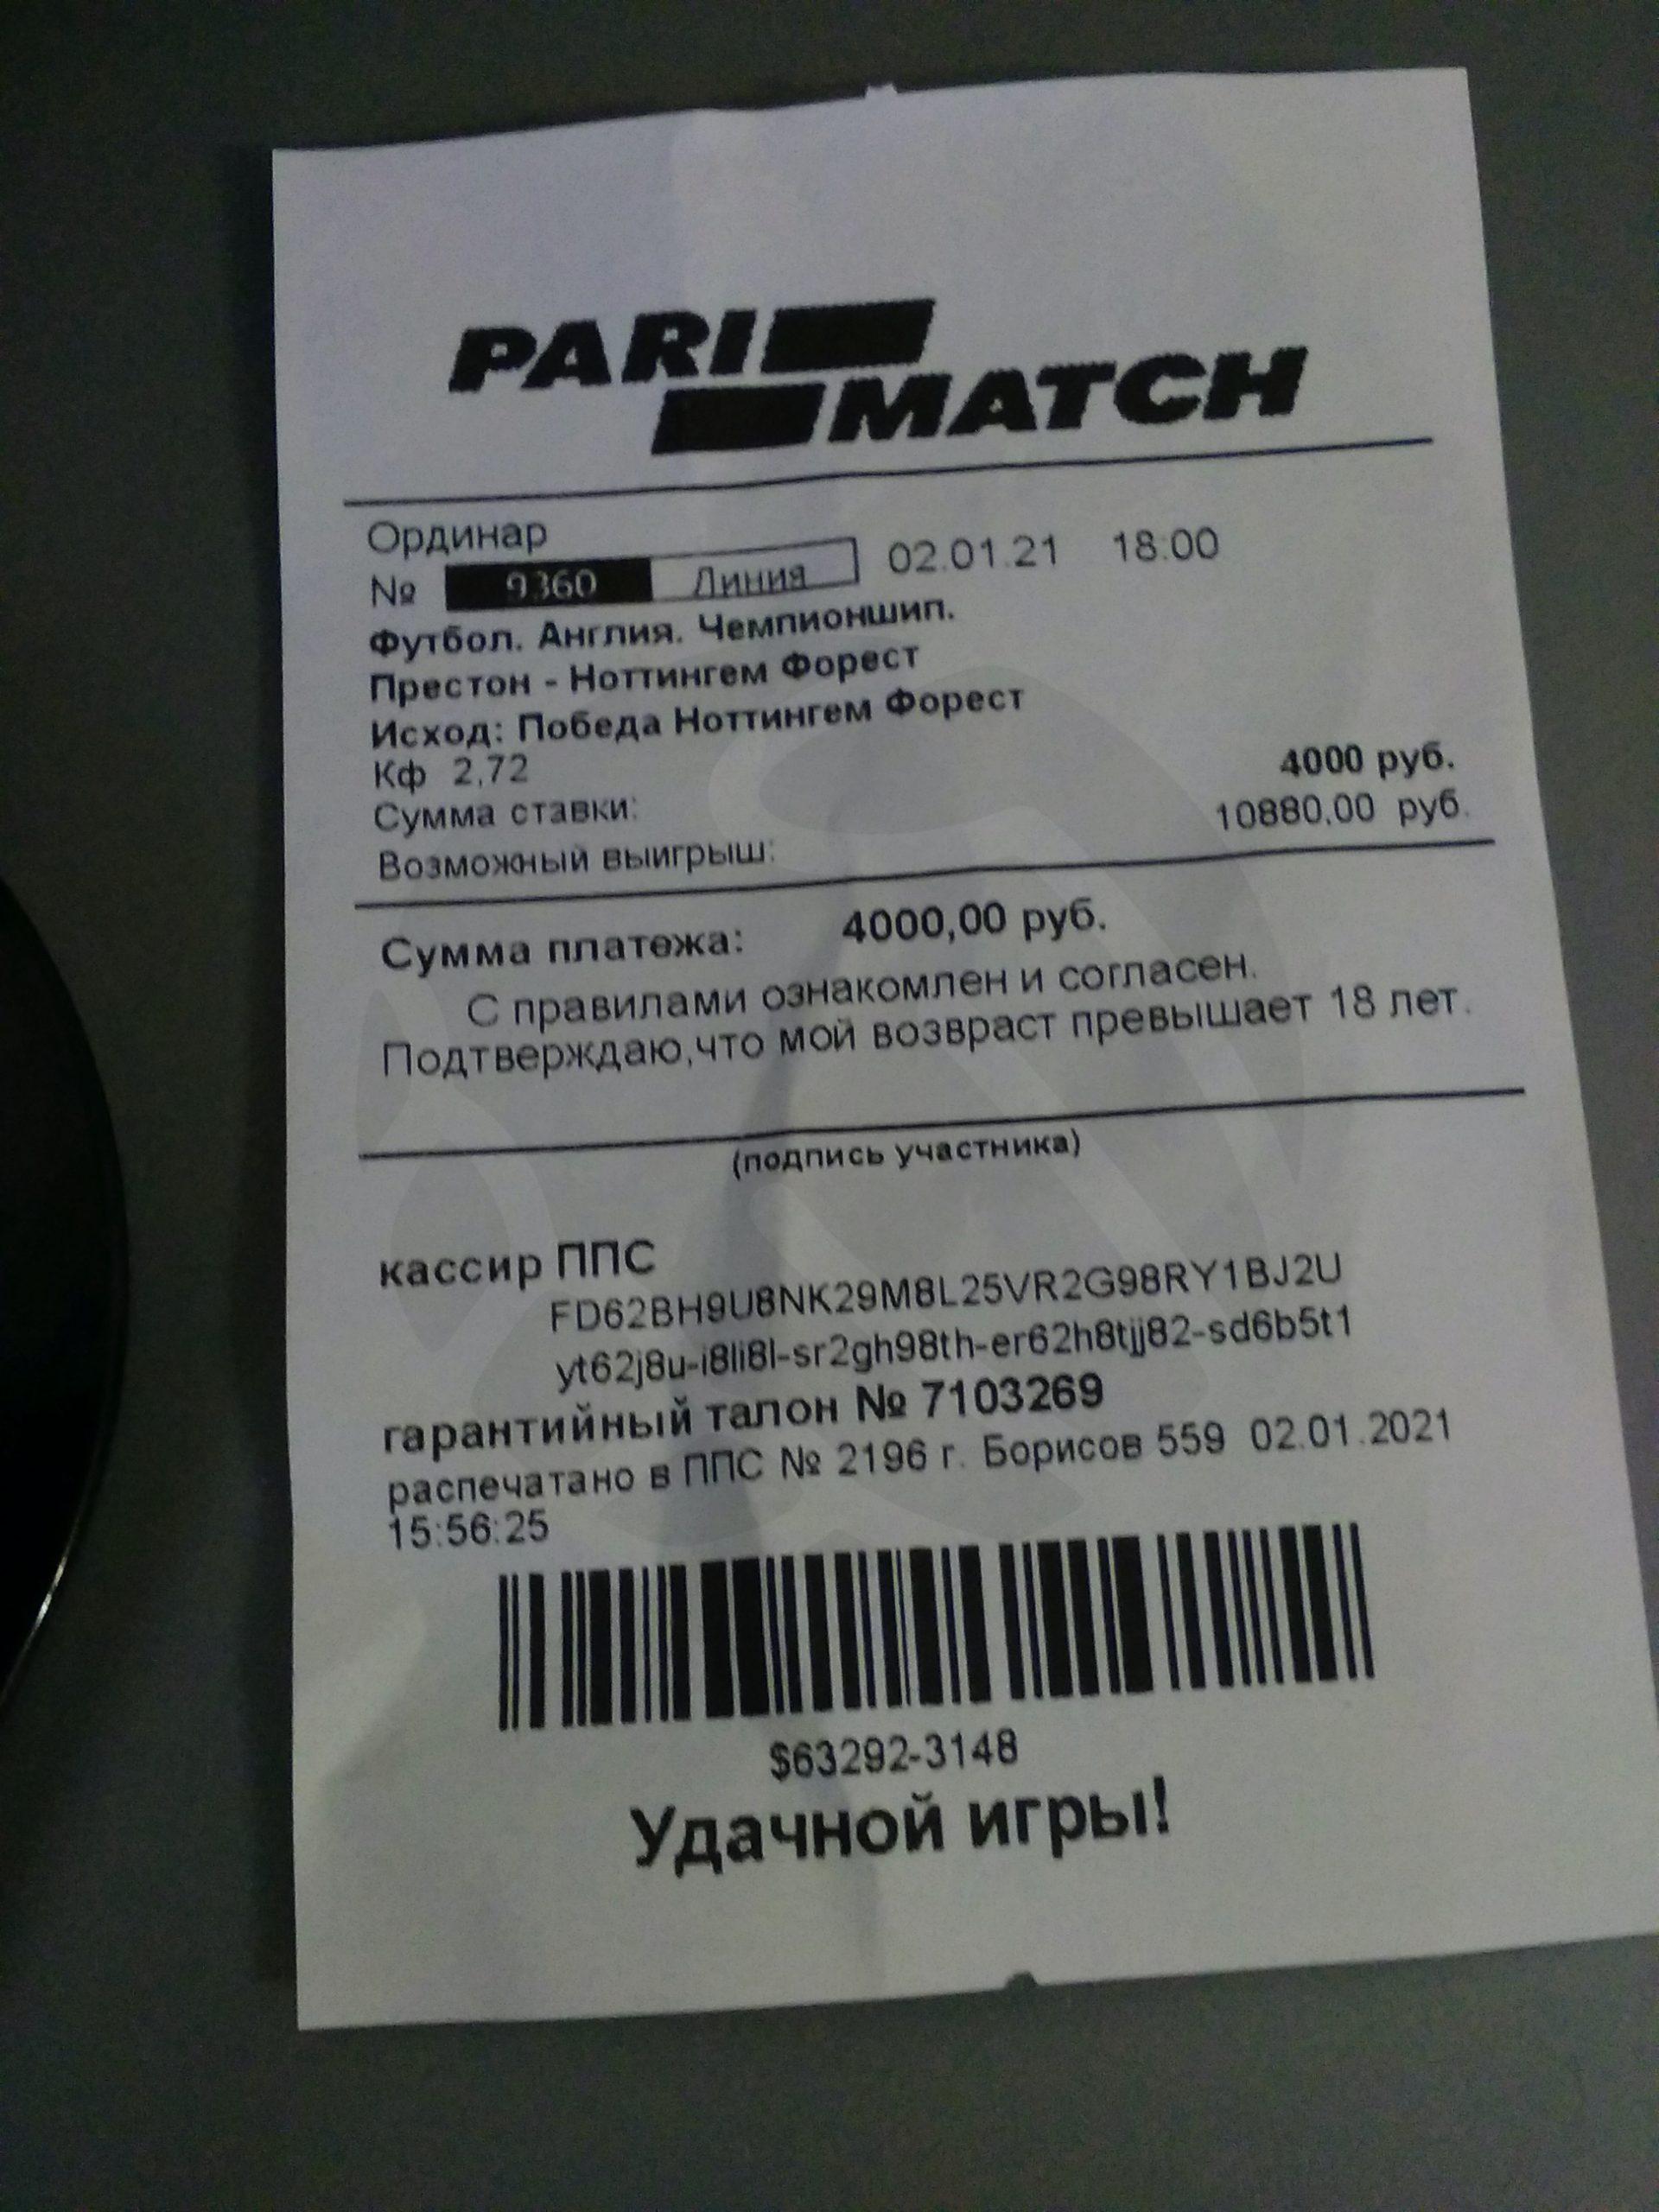 PARI
MATCH
Ординар
№ 9360 Линия 02.01.21 18:00
Футбол. Англия. Чемпионшип.
Престон - Ноттингем Форест
Исход: Победа Ноттингем Форест
Кф 2,72
4000 руб.
Сумма ставки:
10880,00 руб.
Возможный выигрыш:
Сумма платежа: 4000,00 руб.
С правилами ознакомлен и согласен.
Подтверждаю,что мой возвраст превышает 18 лет.
(подпись участника)
кассир ППС
FD62BH9U8NK29M8L25VR2G98RY1BJ2U
yt62j8u-i8li8l-sr2gh98th-er62h8tjj82-sd6b5t1
гарантийный талон № 7103269
распечатано в ППС № 2196 г. Борисов 559 02.01.2021
15:56:25
$63292-3148
Удачной игры!